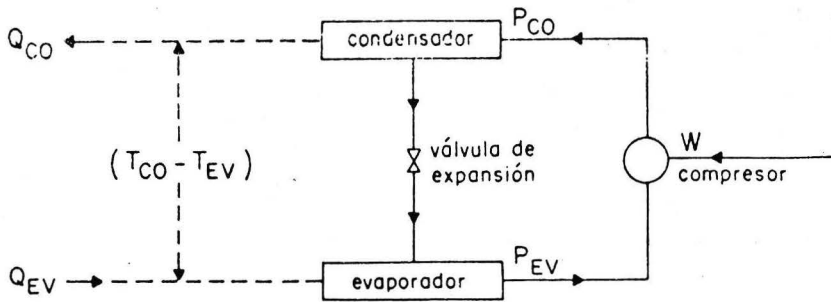 Q_CO
condensador
P_CO
(T_CO - T_EV)
válvula de
expansión
W
compresor
Q_EV
evaporador
P_EV